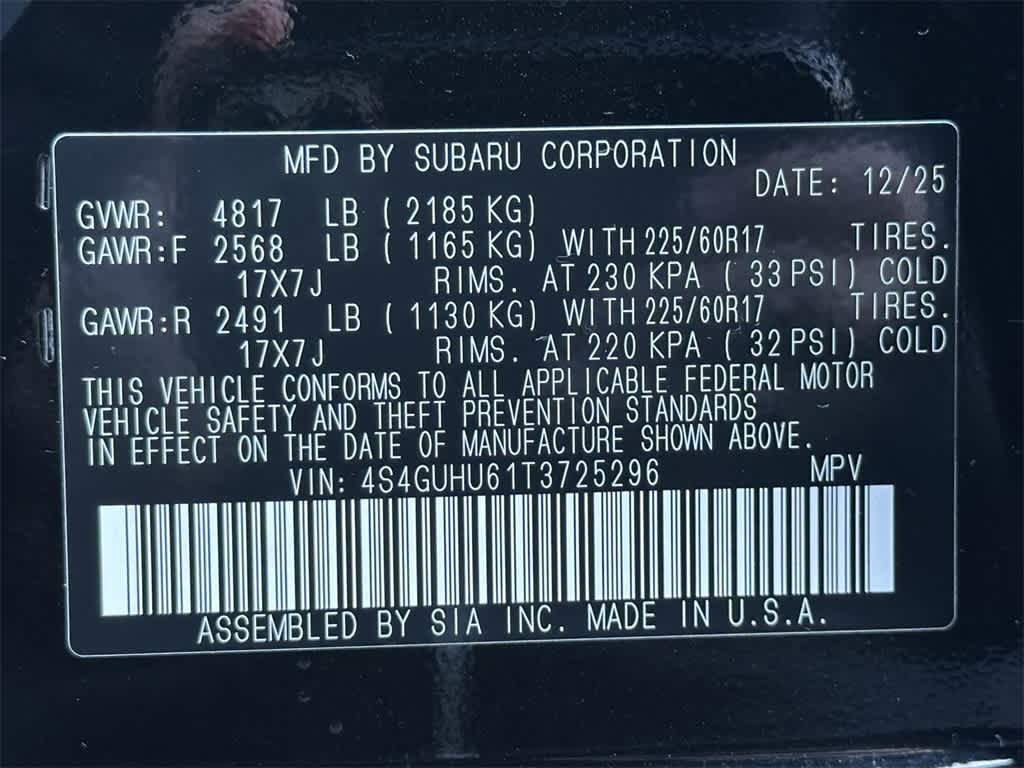 MFD BY SUBARU CORPORATION
DATE: 12/25
GVWR: 4817 LB ( 2185 KG)
GAWR:F 2568 LB ( 1165 KG) WITH 225/60R17 TIRES.
17X7J RIMS. AT 230 KPA ( 33 PSI) COLD
GAWR:R 2491 LB ( 1130 KG) WITH 225/60R17 TIRES.
17X7J RIMS. AT 220 KPA ( 32 PSI) COLD
THIS VEHICLE CONFORMS TO ALL APPLICABLE FEDERAL MOTOR
VEHICLE SAFETY AND THEFT PREVENTION STANDARDS
IN EFFECT ON THE DATE OF MANUFACTURE SHOWN ABOVE.
VIN: 4S4GUHU61T3725296 MPV
ASSEMBLED BY SIA INC. MADE IN U.S.A.